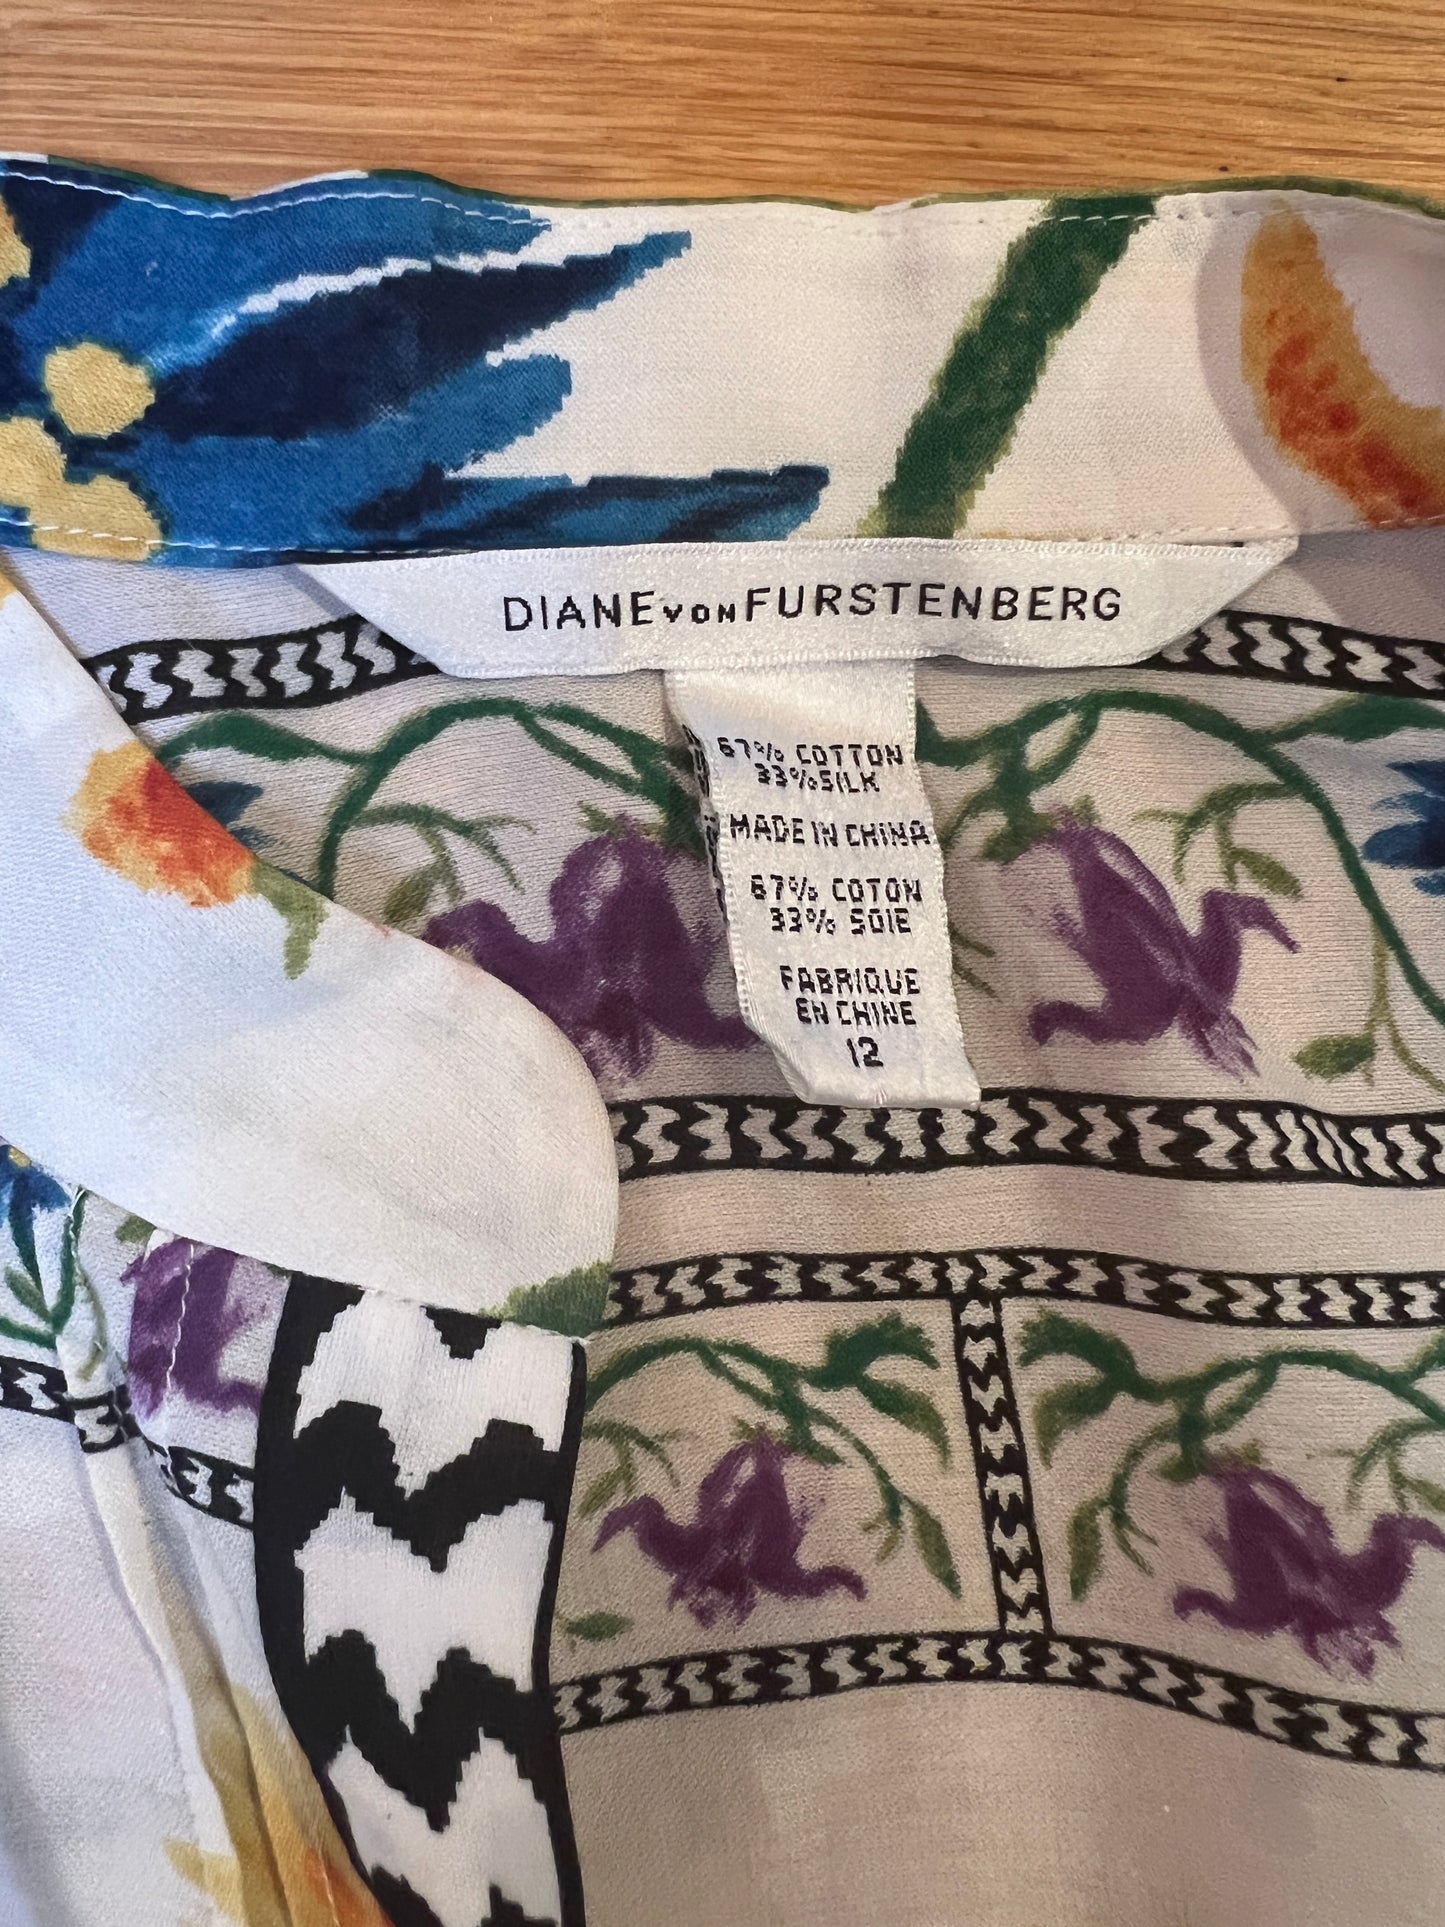 DIANE VON FURSTENBERG
67% COTTON
33% SILK
MADE IN CHINA
67% COTON
33% SOIE
FABRIQUE
EN CHINE
12